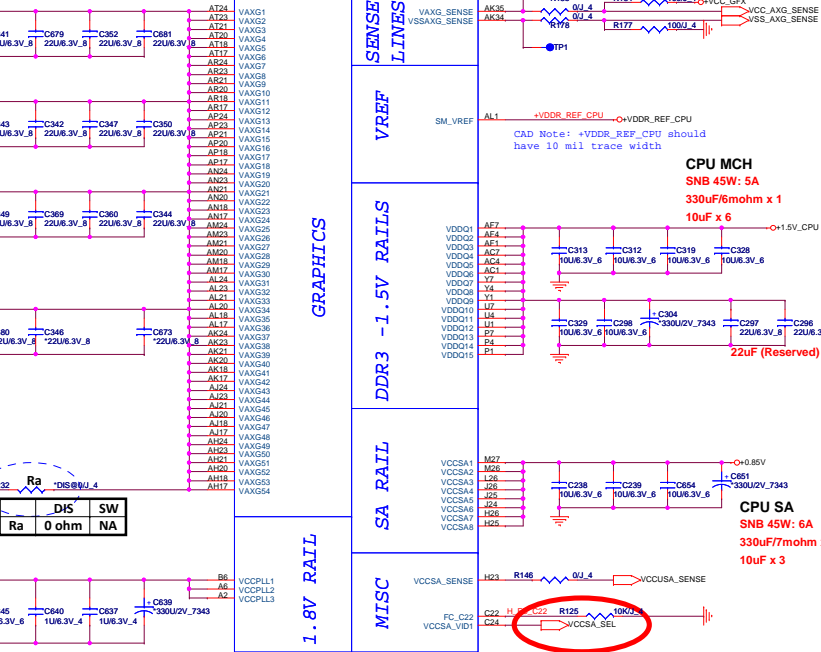 AT24 VAXG1
AT23 VAXG2
AT21 VAXG3
AT20 VAXG4
AT18 VAXG5
AT17 VAXG6
AR24 VAXG7
AR23 VAXG8
AR21 VAXG9
AR20 VAXG10
AR18 VAXG11
AR17 VAXG12
AP24 VAXG13
AP23 VAXG14
AP21 VAXG15
AP20 VAXG16
AP18 VAXG17
AP17 VAXG18
AN24 VAXG19
AN23 VAXG20
AN21 VAXG21
AN20 VAXG22
AN18 VAXG23
AN17 VAXG24
AM24 VAXG25
AM23 VAXG26
AM21 VAXG27
AM20 VAXG28
AM18 VAXG29
AM17 VAXG30
AL24 VAXG31
AL23 VAXG32
AL21 VAXG33
AL20 VAXG34
AL18 VAXG35
AL17 VAXG36
AK24 VAXG37
AK23 VAXG38
AK21 VAXG39
AK20 VAXG40
AK18 VAXG41
AK17 VAXG42
AJ24 VAXG43
AJ23 VAXG44
AJ21 VAXG45
AJ20 VAXG46
AJ18 VAXG47
AJ17 VAXG48
AH24 VAXG49
AH23 VAXG50
AH21 VAXG51
AH20 VAXG52
AH18 VAXG53
AH17 VAXG54
C679 C352 C681
22U/6.3V_8 22U/6.3V_8 22U/6.3V_8
C342 C347 C350
22U/6.3V_8 22U/6.3V_8 22U/6.3V_8
C369 C360 C344
22U/6.3V_8 22U/6.3V_8 22U/6.3V_8
C346 C673
*22U/6.3V_8 *22U/6.3V_8
Ra *DIS@0/J_4
DIS SW
Ra 0 ohm NA
B6 VCCPLL1
A6 VCCPLL2
A2 VCCPLL3
C640 C637 C639
1U/6.3V_4 1U/6.3V_4 *330U/2V_7343
GRAPHICS
1.8V RAIL
SENSE
LINES
VREF
DDR3 -1.5V RAILS
SA RAIL
MISC
VAXG_SENSE AK35 0/J_4 VCC_AXG_SENSE
VSSAXG_SENSE AK34 0/J_4 VSS_AXG_SENSE
R178 R177 100/J_4
+VCC_GFX
TP1
SM_VREF AL1 +VDDR_REF_CPU +VDDR_REF_CPU
CAD Note: +VDDR_REF_CPU should
have 10 mil trace width
CPU MCH
SNB 45W: 5A
330uF/6mohm x 1
10uF x 6
VDDQ1 AF7
VDDQ2 AF4
VDDQ3 AF1
VDDQ4 AC7
VDDQ5 AC4
VDDQ6 AC1
VDDQ7 Y7
VDDQ8 Y4
VDDQ9 Y1
VDDQ10 U7
VDDQ11 U4
VDDQ12 U1
VDDQ13 P7
VDDQ14 P4
VDDQ15 P1
+1.5V_CPU
C313 C312 C319 C328
10U/6.3V_6 10U/6.3V_6 10U/6.3V_6 10U/6.3V_6
C329 C298 C304 C297 C296
10U/6.3V_6 10U/6.3V_6 *330U/2V_7343 22U/6.3V_8
22uF (Reserved)
VCCSA1 M27
VCCSA2 M26
VCCSA3 L26
VCCSA4 J26
VCCSA5 J25
VCCSA6 J24
VCCSA7 H26
VCCSA8 H25
+0.85V
C238 C239 C654 C651
10U/6.3V_6 10U/6.3V_6 10U/6.3V_6 *330U/2V_7343
CPU SA
SNB 45W: 6A
330uF/7mohm
10uF x 3
VCCSA_SENSE H23 R146 0/J_4 VCCUSA_SENSE
FC_C22 C22 R125 10K/J_4
VCCSA_VID1 C24 VCCSA_SEL